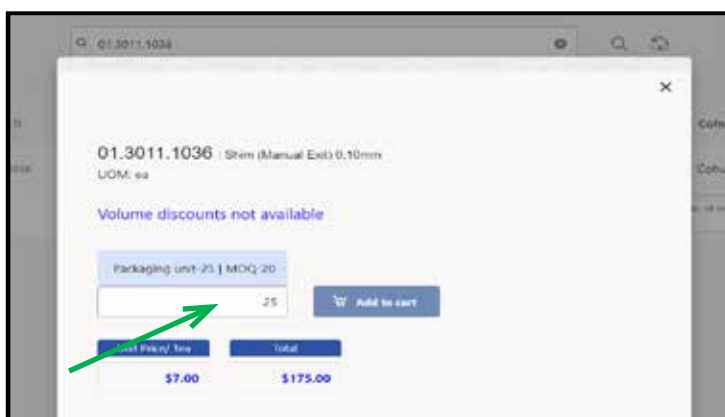 01.3011.1036
01.3011.1036 | Shim (Manual Exit) 0.10mm
UOM: ea
Volume discounts not available
Packaging unit-25 | MOQ-20
25
Add to cart
Total
$7.00 $175.00